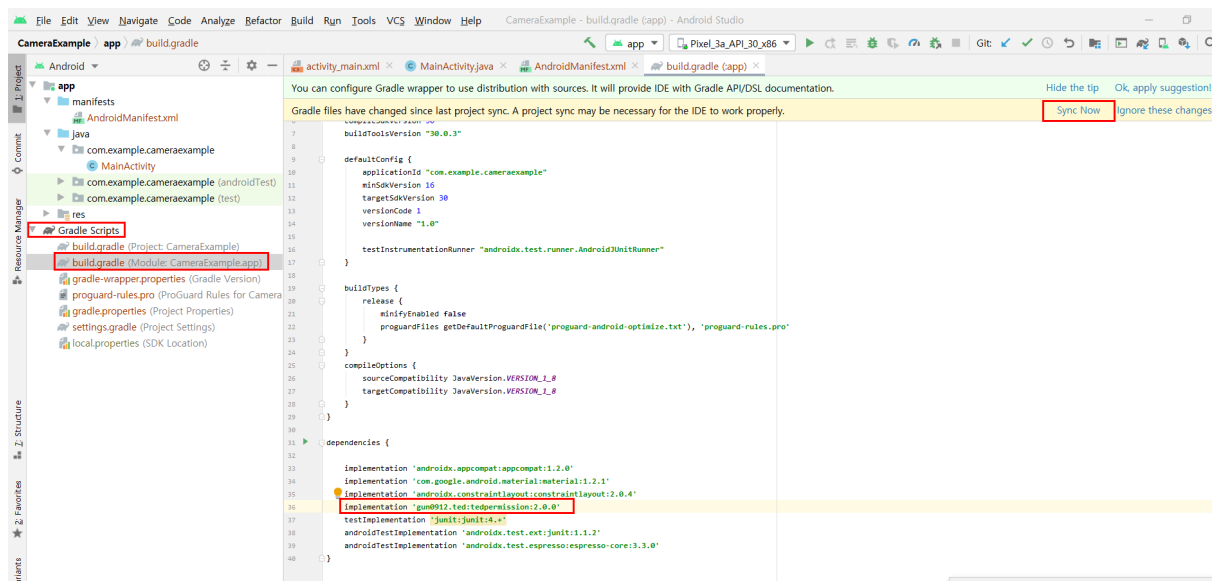 File Edit View Navigate Code Analyze Refactor Build Run Tools VCS Window Help CameraExample - build.gradle (:app) - Android Studio
CameraExample app build.gradle
app Pixel_3a_API_30_x86 Git:
Android
activity_main.xml MainActivity.java AndroidManifest.xml build.gradle (:app)
1: Project
Commit
Resource Manager
7: Structure
2: Favorites
app
manifests
AndroidManifest.xml
java
com.example.cameraexample
MainActivity
com.example.cameraexample (androidTest)
com.example.cameraexample (test)
res
Gradle Scripts
build.gradle (Project: CameraExample)
build.gradle (Module: CameraExample.app)
gradle-wrapper.properties (Gradle Version)
proguard-rules.pro (ProGuard Rules for Camera
gradle.properties (Project Properties)
settings.gradle (Project Settings)
local.properties (SDK Location)
You can configure Gradle wrapper to use distribution with sources. It will provide IDE with Gradle API/DSL documentation. Hide the tip Ok, apply suggestion!
Gradle files have changed since last project sync. A project sync may be necessary for the IDE to work properly. Sync Now Ignore these changes
7 buildToolsVersion "30.0.3"
8
9 defaultConfig {
10 applicationId "com.example.cameraexample"
11 minSdkVersion 16
12 targetSdkVersion 30
13 versionCode 1
14 versionName "1.0"
15
16 testInstrumentationRunner "androidx.test.runner.AndroidJUnitRunner"
17 }
18
19 buildTypes {
20 release {
21 minifyEnabled false
22 proguardFiles getDefaultProguardFile('proguard-android-optimize.txt'), 'proguard-rules.pro'
23 }
24 }
25 compileOptions {
26 sourceCompatibility JavaVersion.VERSION_1_8
27 targetCompatibility JavaVersion.VERSION_1_8
28 }
29 }
30
31 dependencies {
32
33 implementation 'androidx.appcompat:appcompat:1.2.0'
34 implementation 'com.google.android.material:material:1.2.1'
35 implementation 'androidx.constraintlayout:constraintlayout:2.0.4'
36 implementation 'gun0912.ted:tedpermission:2.0.0'
37 testImplementation 'junit:junit:4.+'
38 androidTestImplementation 'androidx.test.ext:junit:1.1.2'
39 androidTestImplementation 'androidx.test.espresso:espresso-core:3.3.0'
40 }